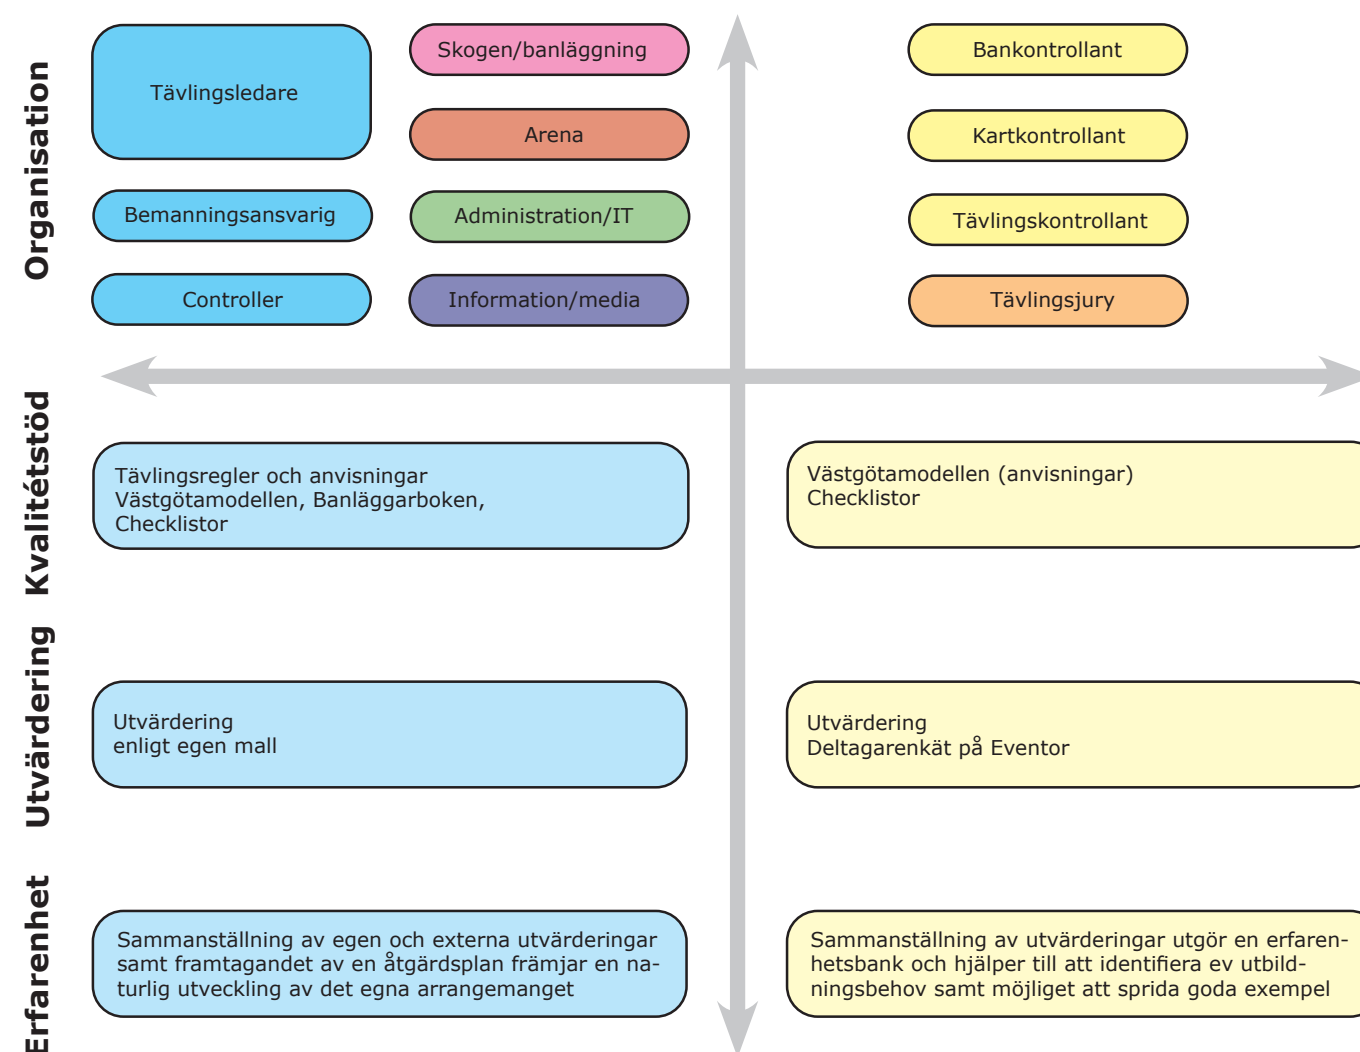 Organisation
Tävlingsledare
Bemanningsansvarig
Controller
Skogen/banläggning
Arena
Administration/IT
Information/media
Bankontrollant
Kartkontrollant
Tävlingskontrollant
Tävlingsjury
Kvalitétstöd
Tävlingsregler och anvisningar
Västgötamodellen, Banläggarboken,
Checklistor
Västgötamodellen (anvisningar)
Checklistor
Utvärdering
Utvärdering
enligt egen mall
Utvärdering
Deltagarenkät på Eventor
Erfarenhet
Sammanställning av egen och externa utvärderingar
samt framtagandet av en åtgärdsplan främjar en na-
turlig utveckling av det egna arrangemanget
Sammanställning av utvärderingar utgör en erfaren-
hetsbank och hjälper till att identifiera ev utbild-
ningsbehov samt möjliget att sprida goda exempel